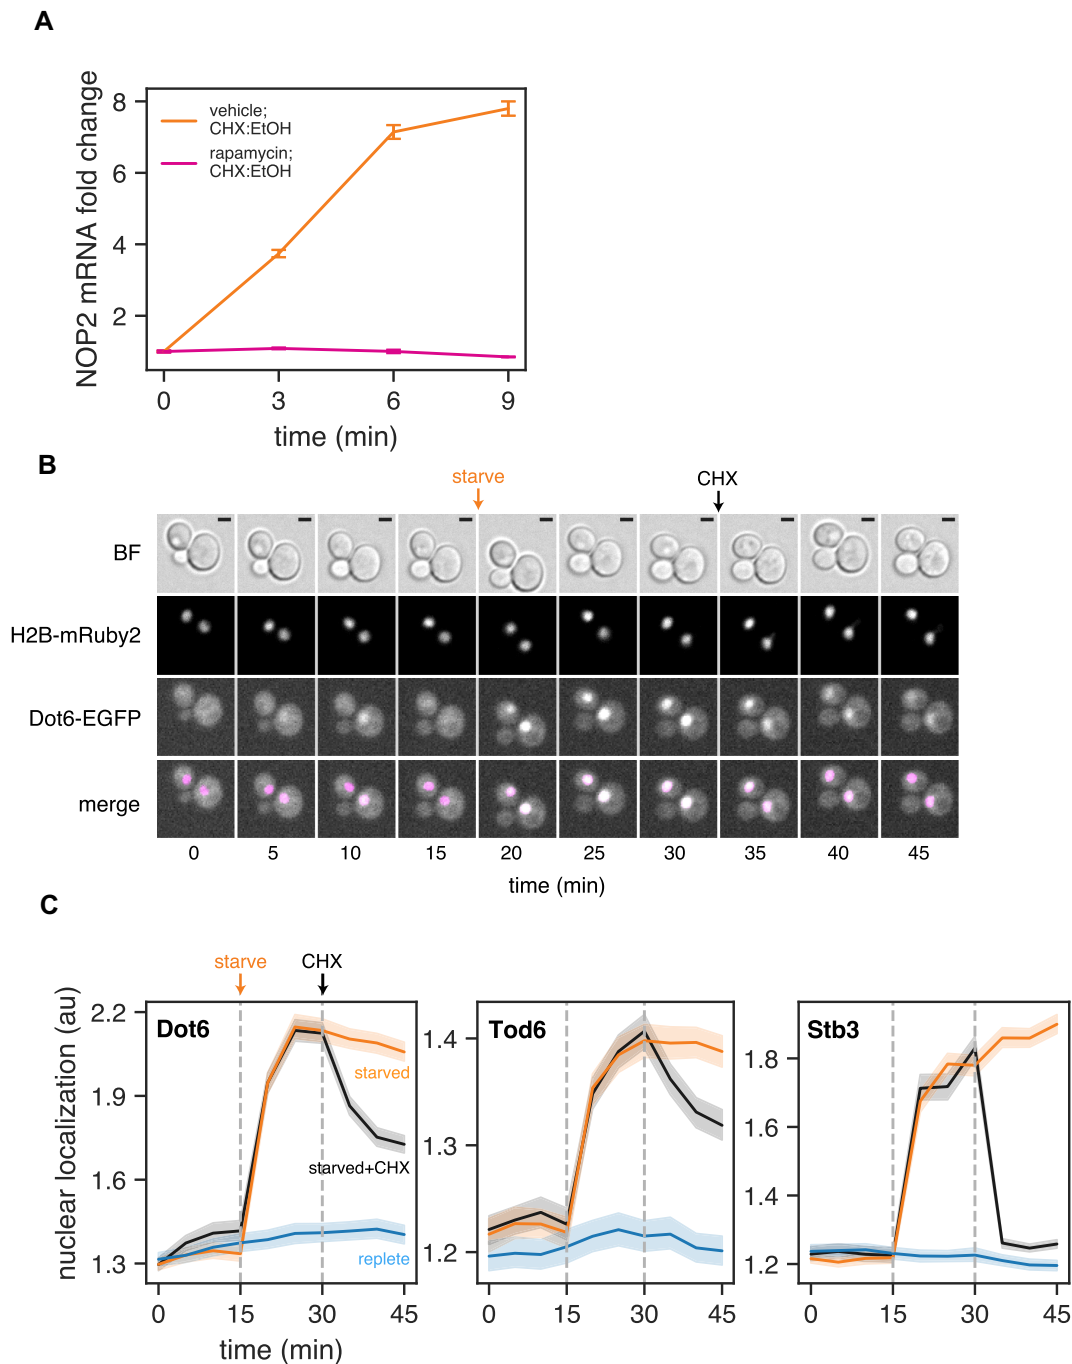 A
NOP2 mRNA fold change
8
6
4
2
vehicle;
CHX:EtOH
rapamycin;
CHX:EtOH
0 3 6 9
time (min)
B
starve CHX
BF
H2B-mRuby2
Dot6-EGFP
merge
0 5 10 15 20 25 30 35 40 45
time (min)
C
starve CHX
nuclear localization (au)
2.2
1.9
1.6
1.3
Dot6
starved
starved+CHX
replete
0 15 30 45
time (min)
1.4
1.3
1.2
Tod6
0 15 30 45
1.8
1.6
1.4
1.2
Stb3
0 15 30 45